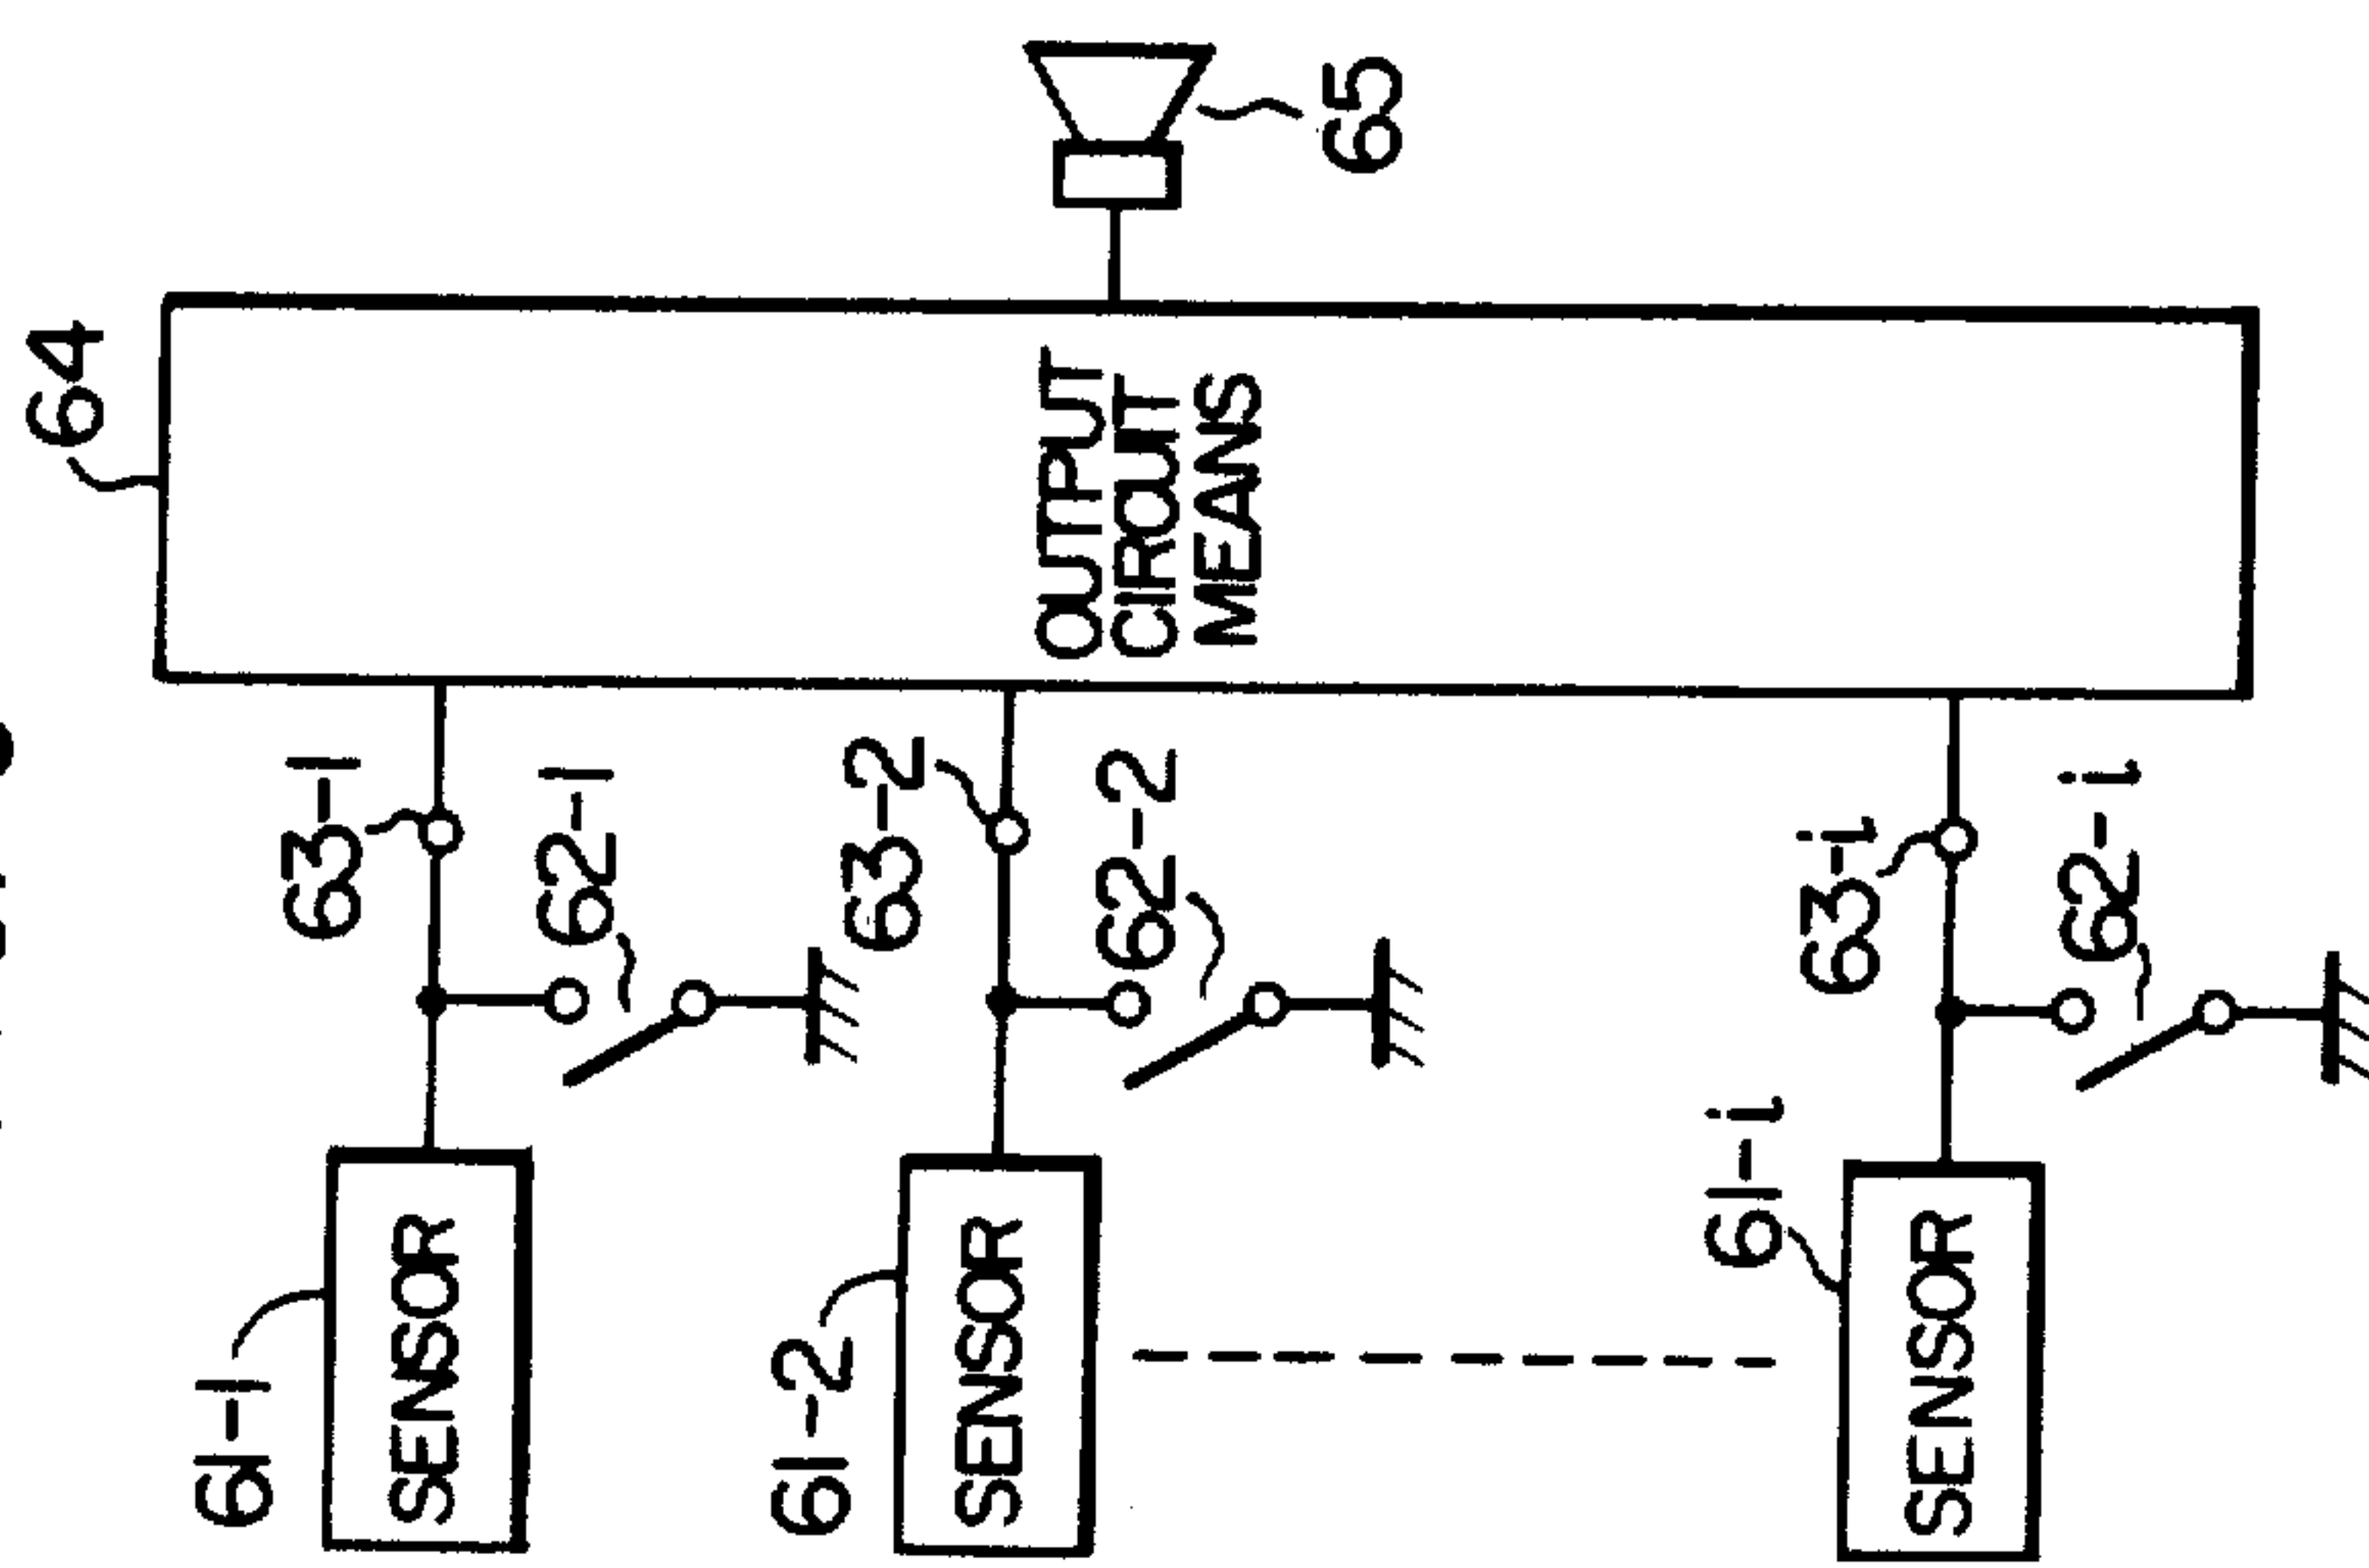 61-1
SENSOR
62-1
63-1
64
61-2
SENSOR
62-2
63-2
OUTPUT
CIRCUIT
MEANS
65
61-i
SENSOR
62-i
63-i